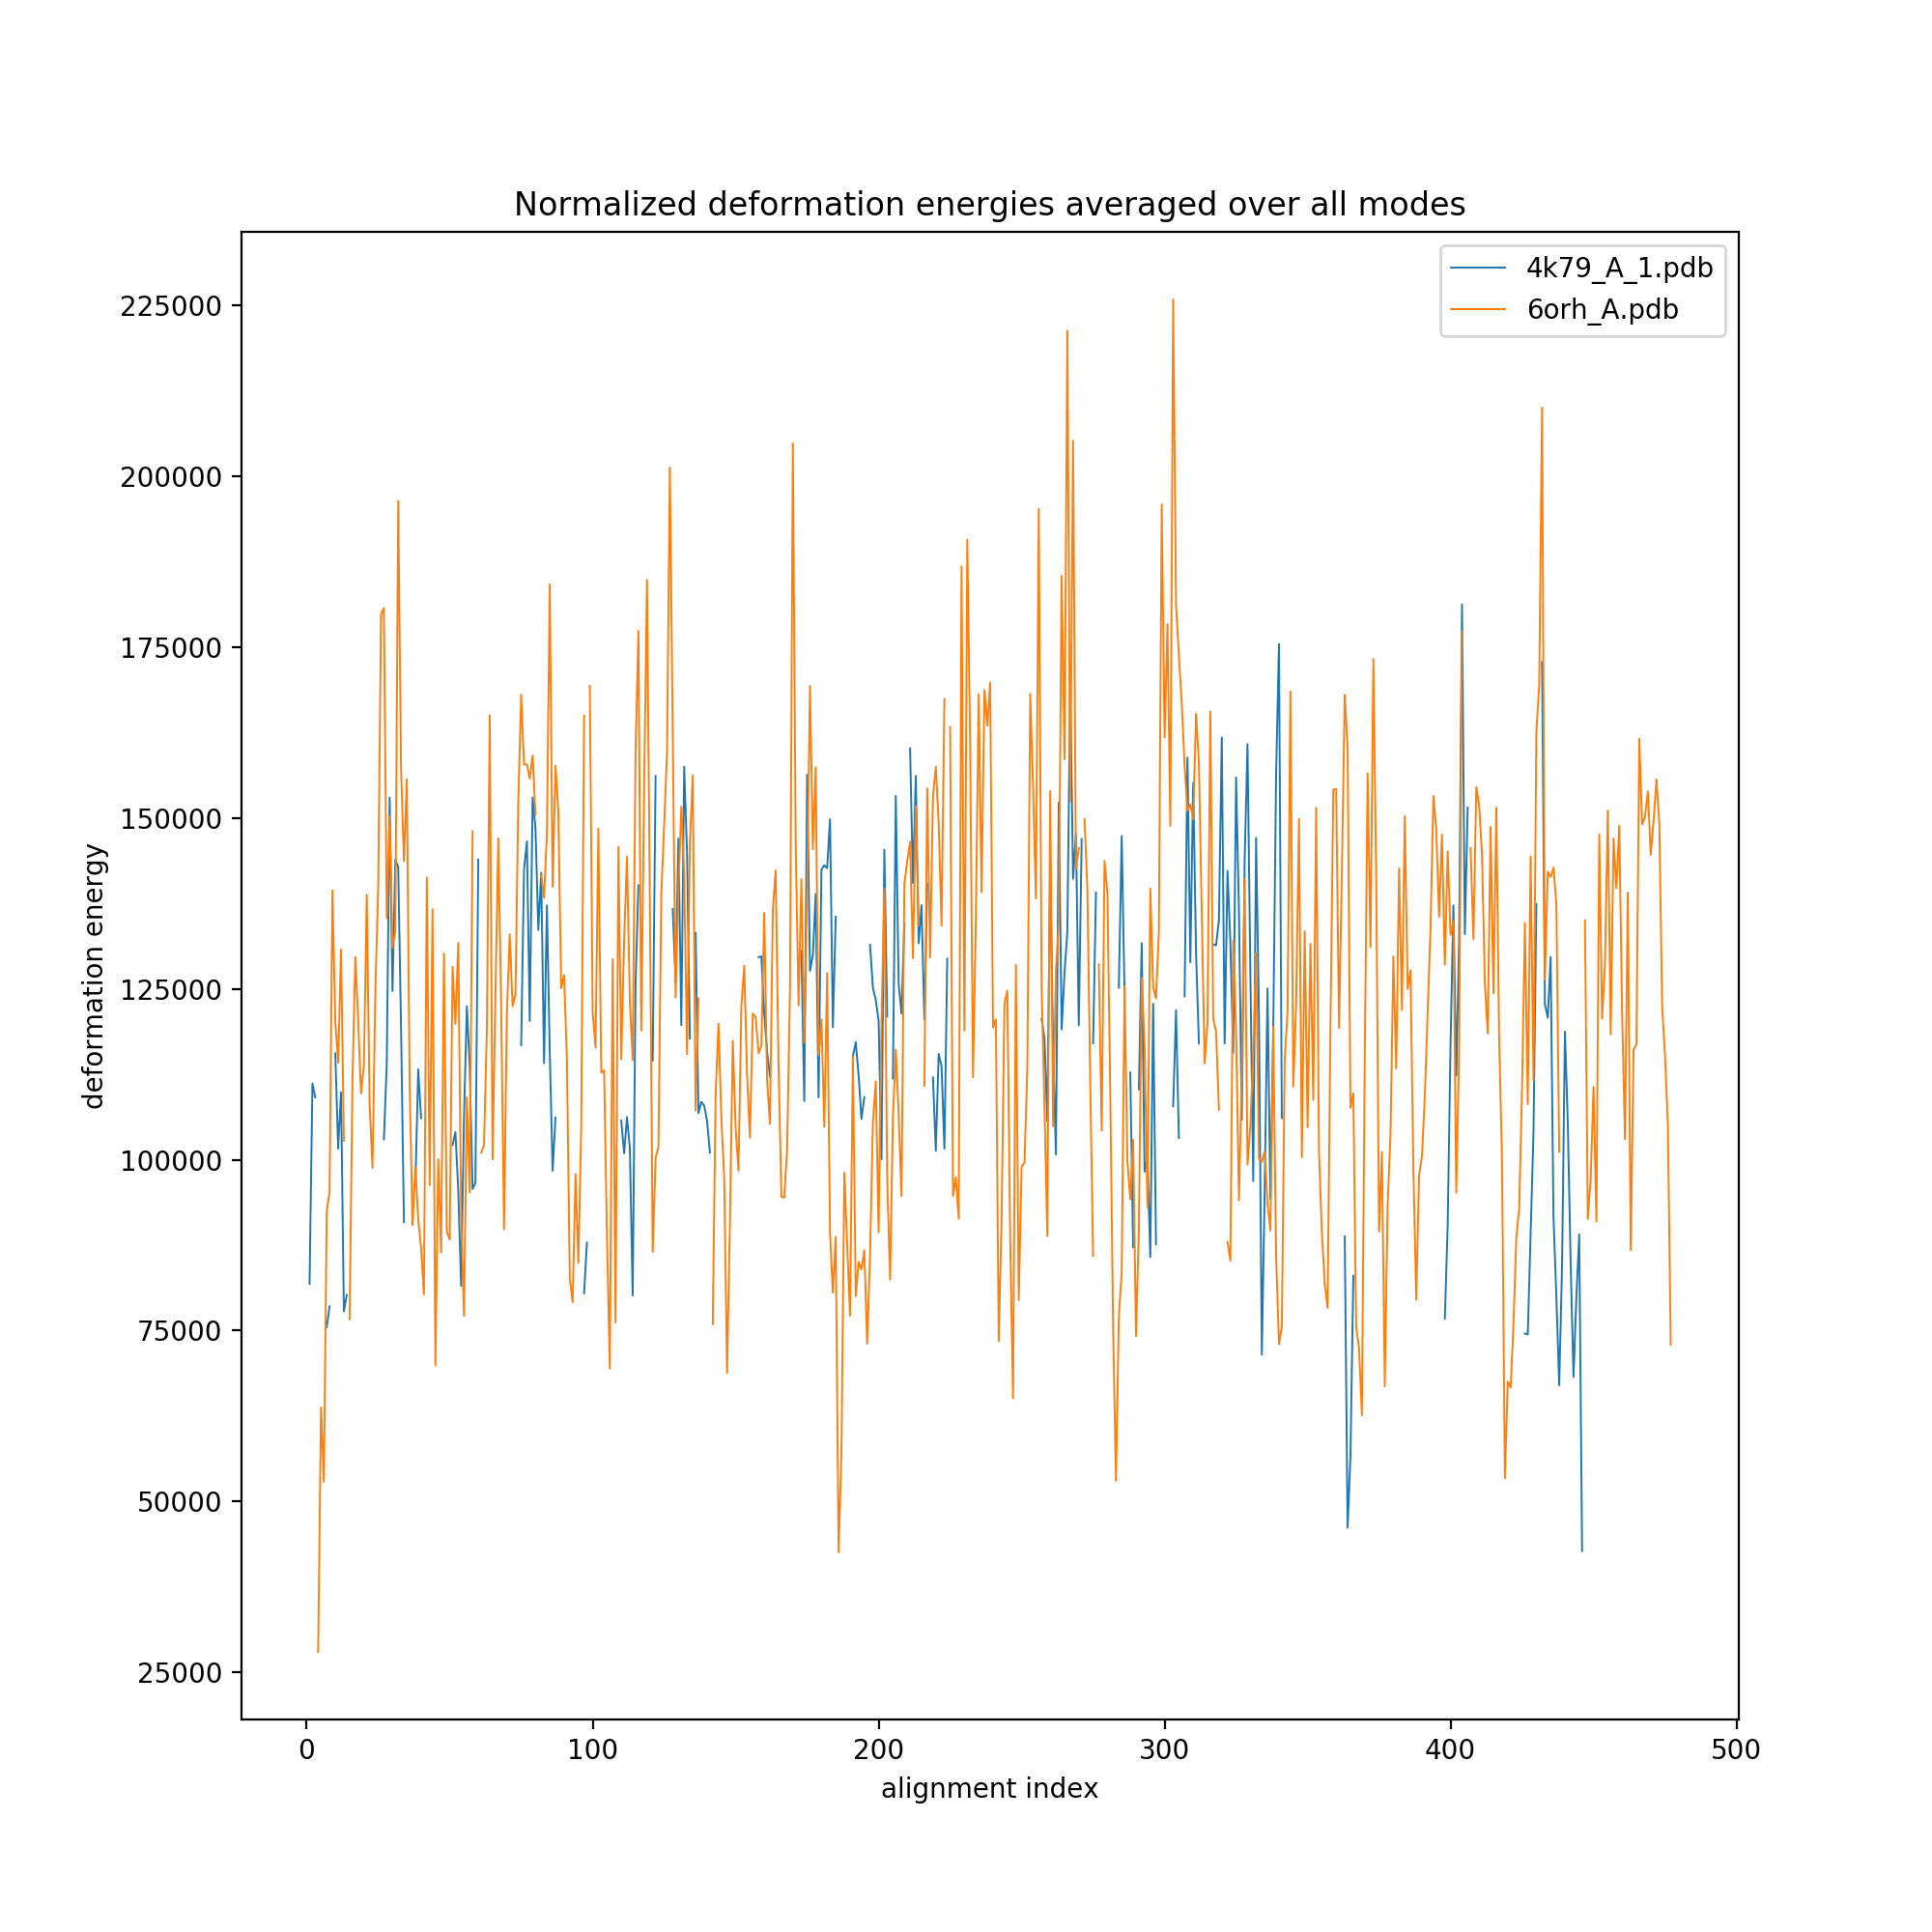 Normalized deformation energies averaged over all modes
4k79_A_1.pdb
6orh_A.pdb
225000
200000
175000
150000
125000
100000
75000
50000
25000
deformation energy
0 100 200 300 400 500
alignment index